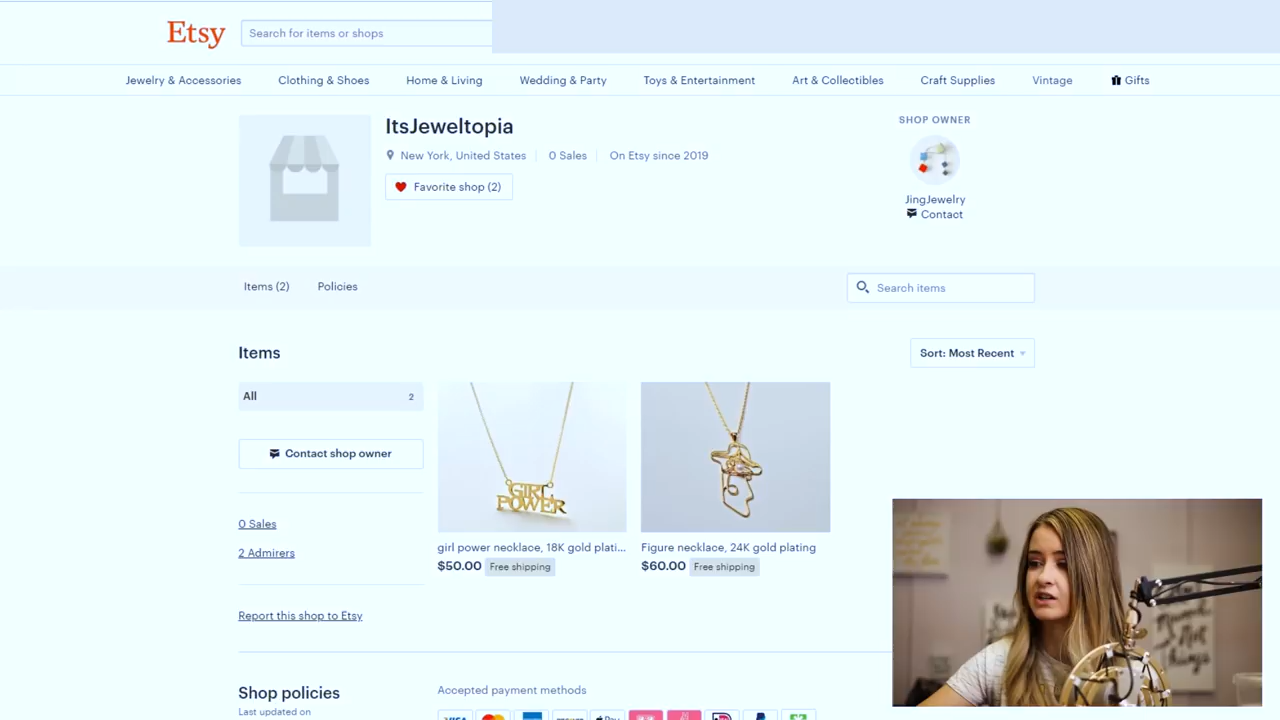 Etsy
Search for items or shops
Jewelry & Accessories
Clothing & Shoes
Home & Living
Wedding & Party
Toys & Entertainment
Art & Collectibles
Craft Supplies
Vintage
Gifts
ItsJeweltopia
New York, United States
0 Sales
On Etsy since 2019
Favorite shop (2)
SHOP OWNER
JingJewelry
Contact
Items (2)
Policies
Search items
Items
Sort: Most Recent
All
2
Contact shop owner
0 Sales
2 Admirers
Report this shop to Etsy
GIRL
POWER
girl power necklace, 18K gold plati...
$50.00 Free shipping
Figure necklace, 24K gold plating
$60.00 Free shipping
Shop policies
Last updated on
Accepted payment methods
VISA
Pay